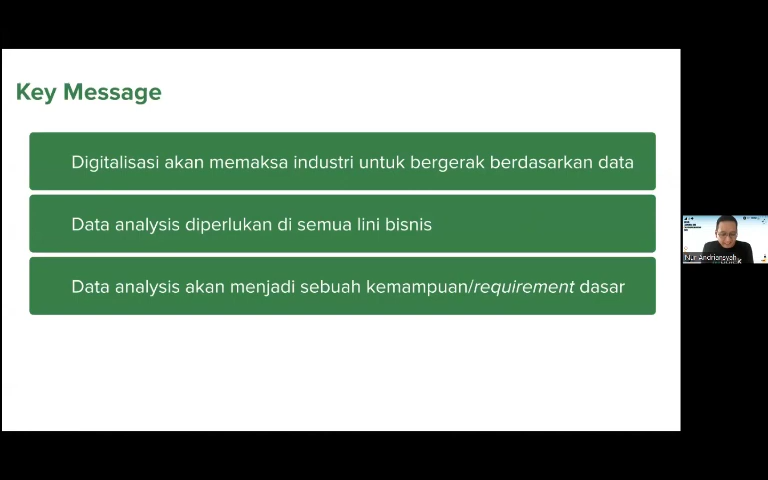 Key Message
Digitalisasi akan memaksa industri untuk bergerak berdasarkan data
Data analysis diperlukan di semua lini bisnis
Data analysis akan menjadi sebuah kemampuan/requirement dasar
Nur Andriansyah